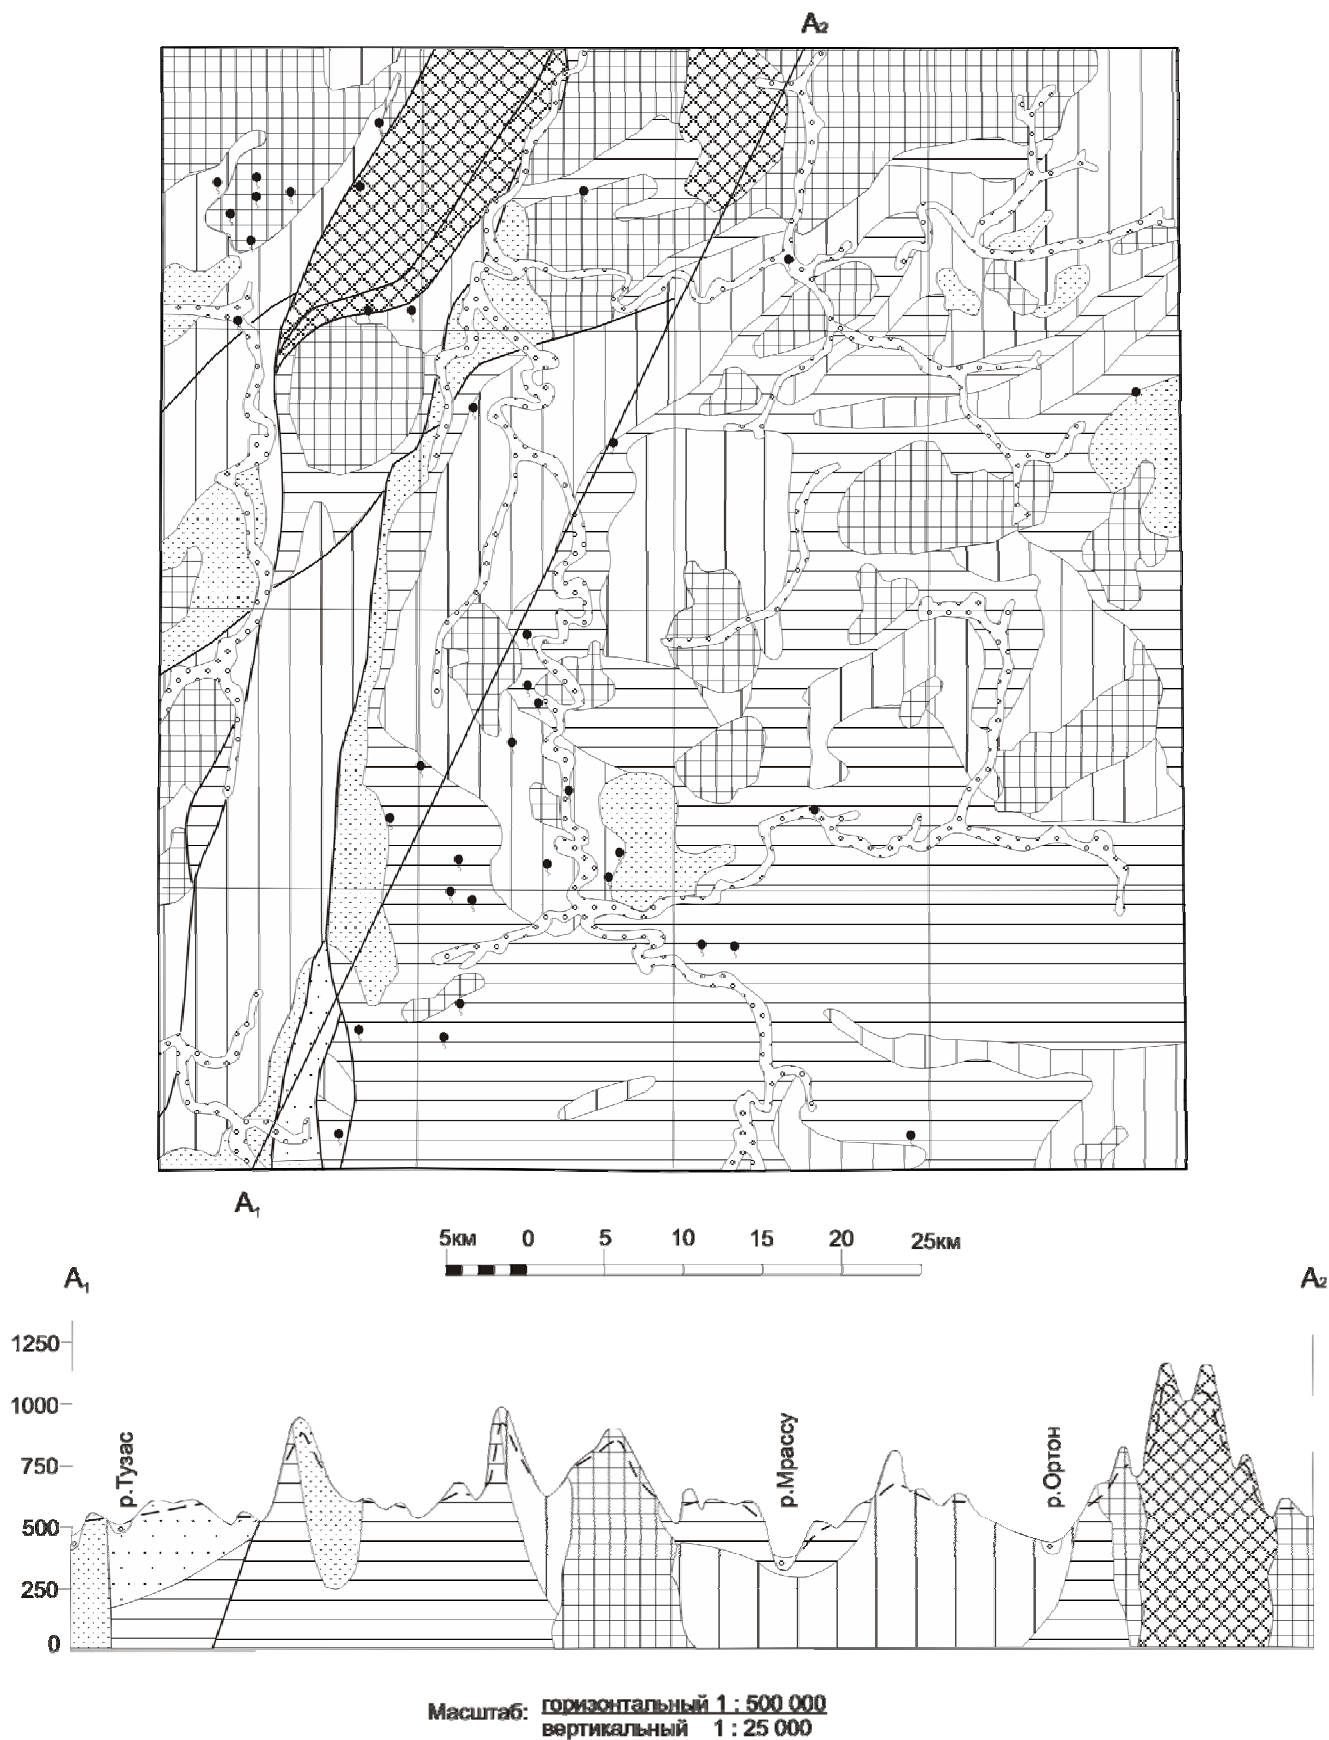 A₂
A₁
5км 0 5 10 15 20 25км
A₁ A₂
1250
1000
750
500
250
0
р.Тузас
р.Мрассу
р.Ортон
Масштаб: горизонтальный 1 : 500 000
вертикальный 1 : 25 000